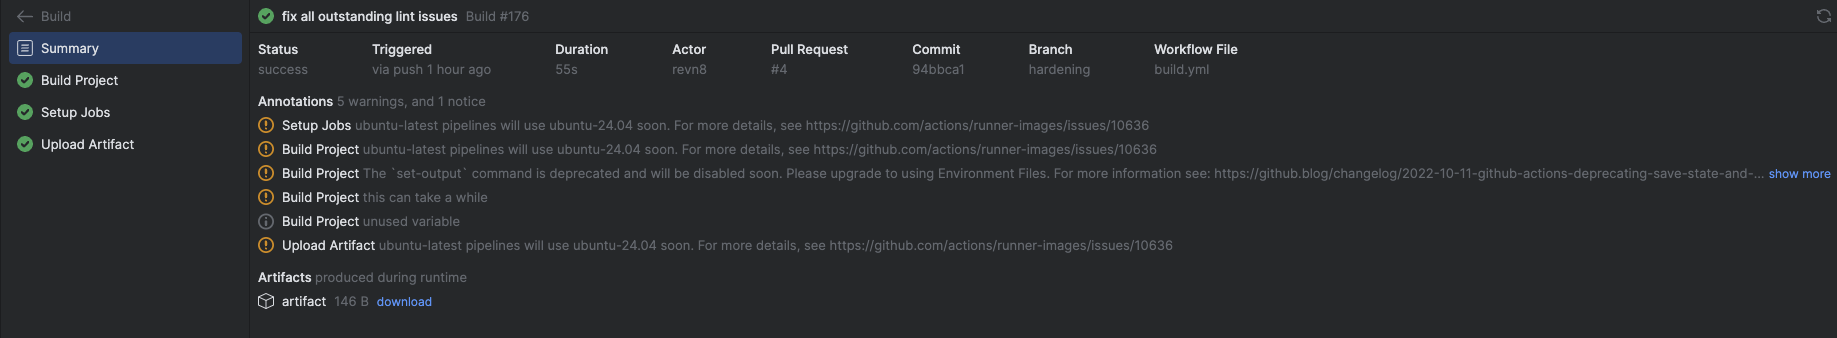 Build
Summary
Build Project
Setup Jobs
Upload Artifact
fix all outstanding lint issues Build #176
Status Triggered Duration Actor Pull Request Commit Branch Workflow File
success via push 1 hour ago 55s revn8 #4 94bbca1 hardening build.yml
Annotations 5 warnings, and 1 notice
Setup Jobs ubuntu-latest pipelines will use ubuntu-24.04 soon. For more details, see https://github.com/actions/runner-images/issues/10636
Build Project ubuntu-latest pipelines will use ubuntu-24.04 soon. For more details, see https://github.com/actions/runner-images/issues/10636
Build Project The `set-output` command is deprecated and will be disabled soon. Please upgrade to using Environment Files. For more information see: https://github.blog/changelog/2022-10-11-github-actions-deprecating-save-state-and-... show more
Build Project this can take a while
Build Project unused variable
Upload Artifact ubuntu-latest pipelines will use ubuntu-24.04 soon. For more details, see https://github.com/actions/runner-images/issues/10636
Artifacts produced during runtime
artifact 146 B download